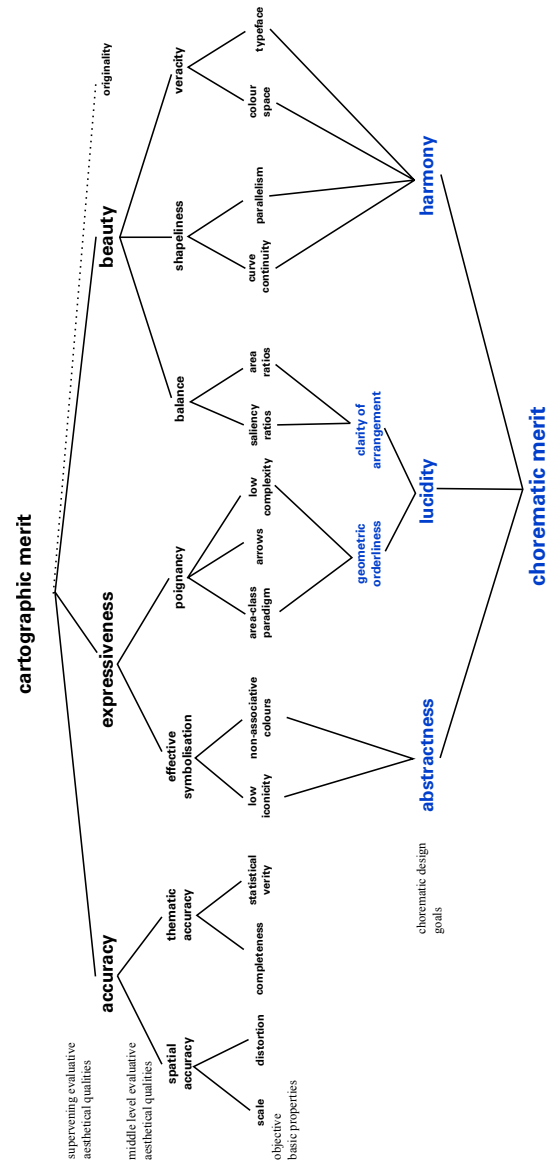 cartographic merit
supervening evaluative
aesthetical qualities
accuracy
expressiveness
beauty
originality
middle level evaluative
aesthetical qualities
spatial
accuracy
thematic
accuracy
effective
symbolisation
poignancy
balance
shapeliness
veracity
objective
basic properties
scale
distortion
completeness
statistical
verity
low
iconicity
non-associative
colours
area-class
paradigm
arrows
low
complexity
saliency
ratios
area
ratios
curve
continuity
parallelism
colour
space
typeface
geometric
orderliness
clarity of
arrangement
chorematic design
goals
abstractness
lucidity
harmony
chorematic merit